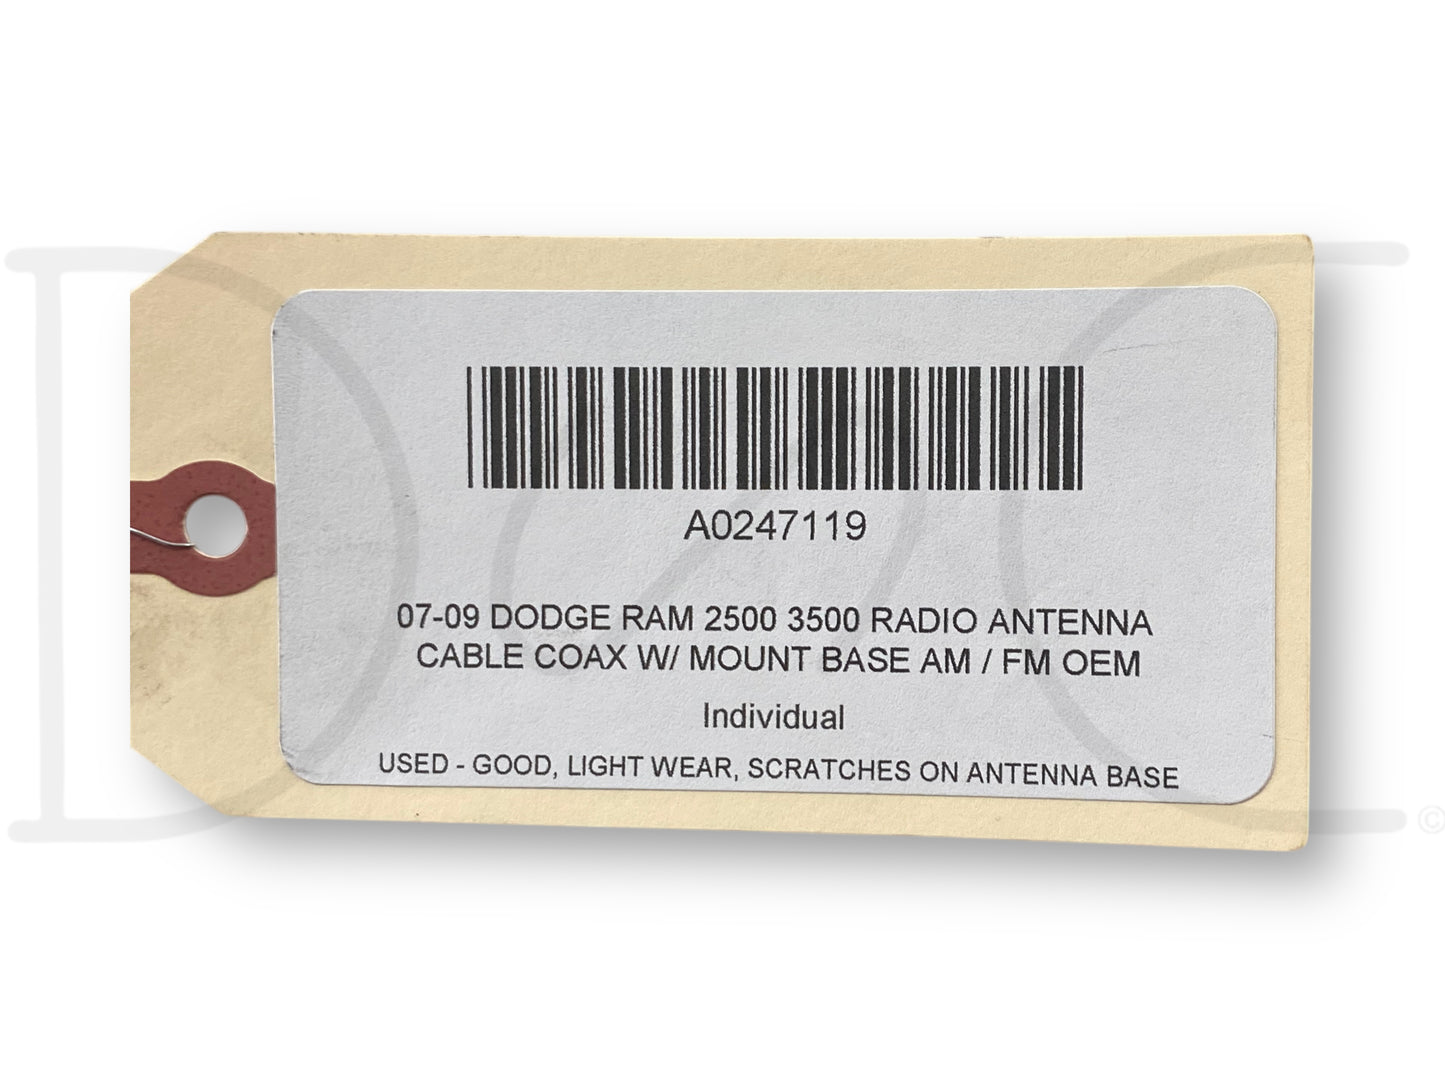 A0247119
07-09 DODGE RAM 2500 3500 RADIO ANTENNA
CABLE COAX W/ MOUNT BASE AM / FM OEM
Individual
USED - GOOD, LIGHT WEAR, SCRATCHES ON ANTENNA BASE
©